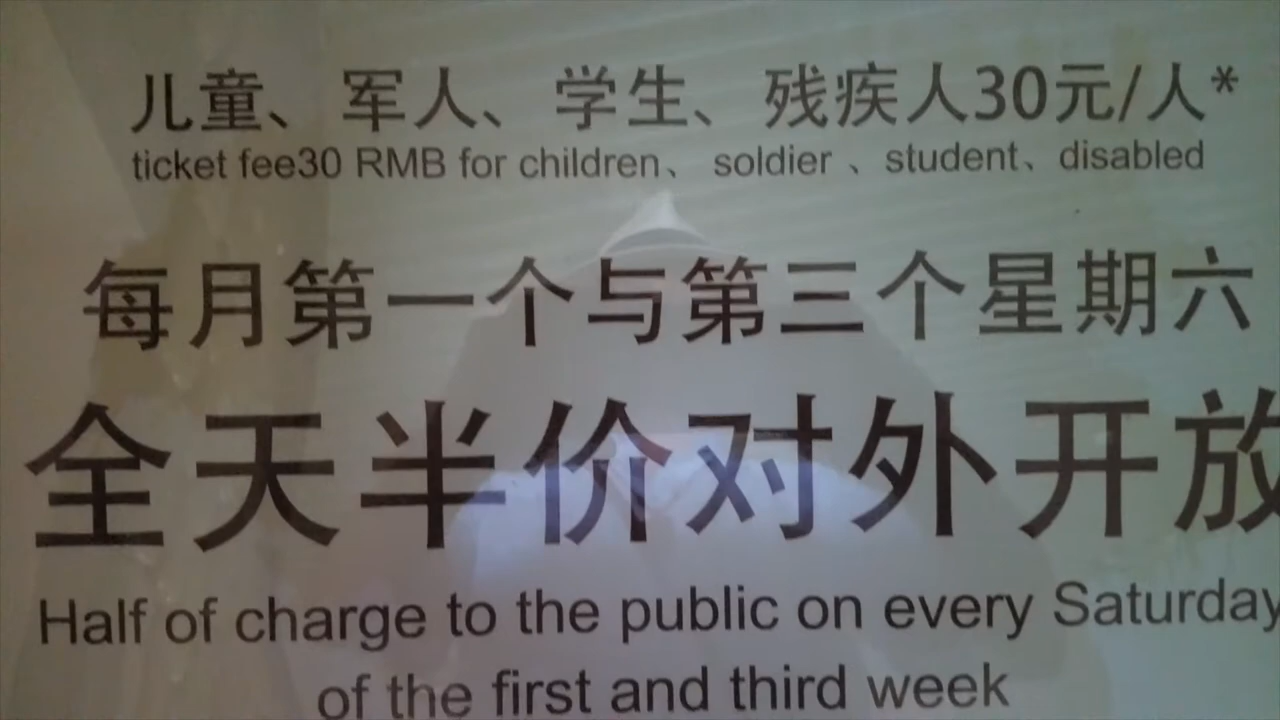 儿童、军人、学生、残疾人30元/人*
ticket fee30 RMB for children、 soldier 、student、disabled
每月第一个与第三个星期六
全天半价对外开放
Half of charge to the public on every Saturday
of the first and third week